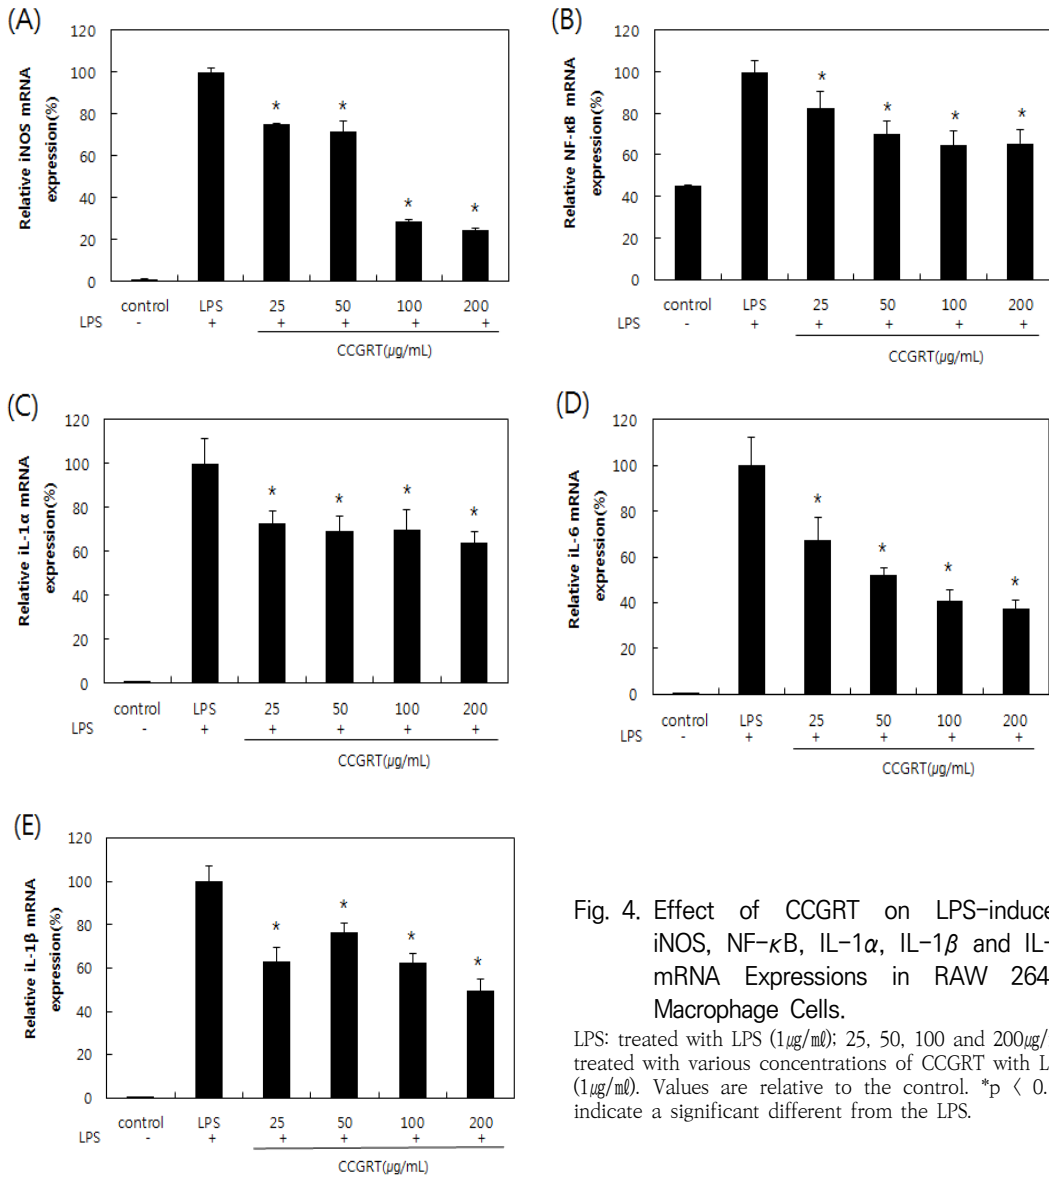 (A)
120
100
80
60
40
20
0
Relative iNOS mRNA
expression(%)
*
*
*
*
control LPS 25 50 100 200
LPS - + + + + +
CCGRT(μg/mL)
(B)
120
100
80
60
40
20
0
Relative NF-κB mRNA
expression(%)
*
*
*
*
control LPS 25 50 100 200
LPS - + + + + +
CCGRT(μg/mL)
(C)
120
100
80
60
40
20
0
Relative iL-1α mRNA
expression(%)
*
*
*
*
control LPS 25 50 100 200
LPS - + + + + +
CCGRT(μg/mL)
(D)
120
100
80
60
40
20
0
Relative iL-6 mRNA
expression(%)
*
*
*
*
control LPS 25 50 100 200
LPS - + + + + +
CCGRT(μg/mL)
(E)
120
100
80
60
40
20
0
Relative iL-1β mRNA
expression(%)
*
*
*
*
control LPS 25 50 100 200
LPS - + + + + +
CCGRT(μg/mL)
Fig. 4. Effect of CCGRT on LPS-induce
iNOS, NF-κB, IL-1α, IL-1β and IL-
mRNA Expressions in RAW 264
Macrophage Cells.
LPS: treated with LPS (1㎍/㎖); 25, 50, 100 and 200㎍/
treated with various concentrations of CCGRT with L
(1㎍/㎖). Values are relative to the control. *p < 0.
indicate a significant different from the LPS.